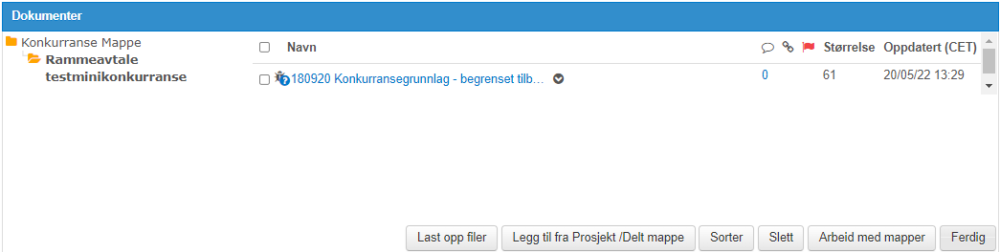 Dokumenter
Konkurranse Mappe
Rammeavtale
testminikonkurranse
Navn Størrelse Oppdatert (CET)
180920 Konkurransegrunnlag - begrenset tilb... 0 61 20/05/22 13:29
Last opp filer Legg til fra Prosjekt /Delt mappe Sorter Slett Arbeid med mapper Ferdig